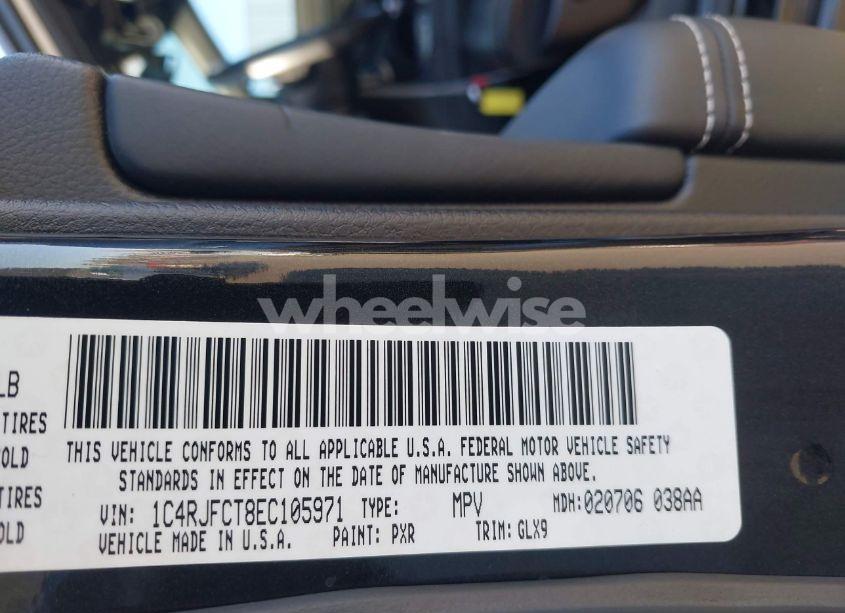 wheelwise
LB
TIRES
OLD
TIRES
OLD
THIS VEHICLE CONFORMS TO ALL APPLICABLE U.S.A. FEDERAL MOTOR VEHICLE SAFETY
STANDARDS IN EFFECT ON THE DATE OF MANUFACTURE SHOWN ABOVE.
VIN: 1C4RJFCT8EC105971 TYPE: MPV MDH:020706 038AA
VEHICLE MADE IN U.S.A. PAINT: PXR TRIM: GLX9